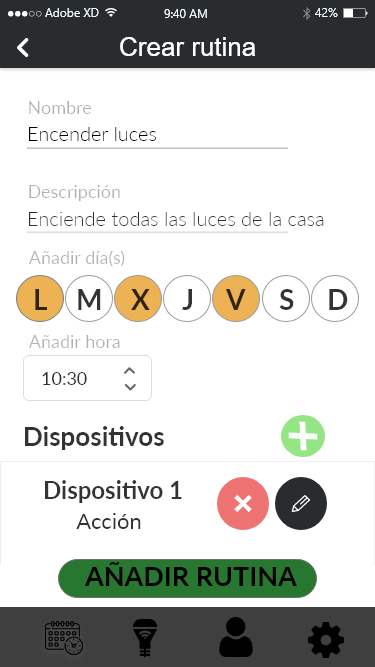 Adobe XD 9:40 AM 42%
Crear rutina
Nombre
Encender luces
Descripción
Enciende todas las luces de la casa
Añadir día(s)
L M X J V S D
Añadir hora
10:30
Dispositivos
Dispositivo 1
Acción
AÑADIR RUTINA